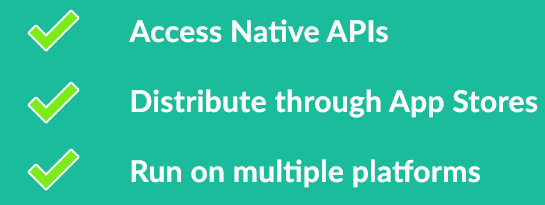 Access Native APIs
Distribute through App Stores
Run on multiple platforms